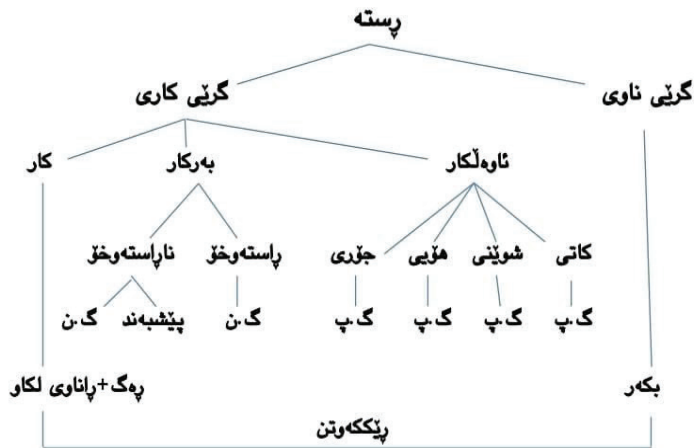 ڕستە
گرێی ناوی گرێی کاری
ئاوەڵکار بەرکار کار
کاتی شوێنی هۆیی جۆری ڕاستەوخۆ ناڕاستەوخۆ
گ.پ گ.پ گ.پ گ.پ گ.ن پێشبەند گ.ن
بکەر ڕەگ+ڕاناوی لکاو
ڕێککەوتن